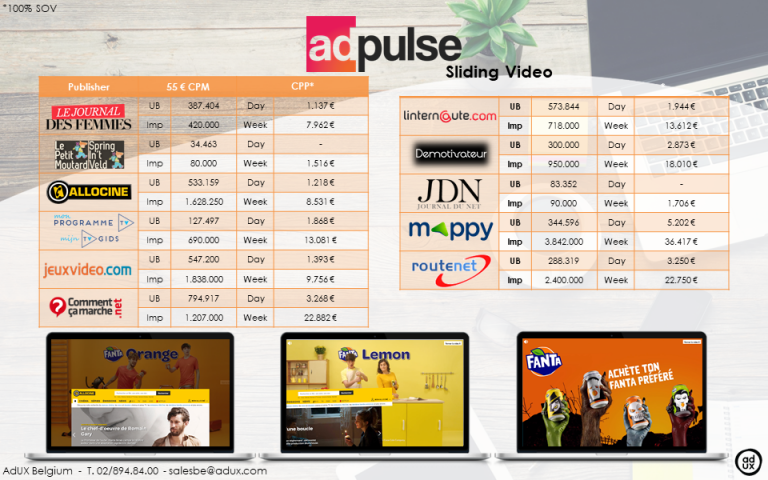 *100% SOV
adpulse
Sliding Video
Publisher 55 € CPM CPP*
LE JOURNAL DES FEMMES UB 387.404 Day 1.137 €
Imp 420.000 Week 7.962 €
Le Petit Moutard Spring In't Veld UB 34.463 Day -
Imp 80.000 Week 1.516 €
ALLOCINE UB 533.159 Day 1.218 €
Imp 1.628.250 Week 8.531 €
PROGRAMME TV UB 127.497 Day 1.868 €
TV GIDS Imp 690.000 Week 13.081 €
jeuxvideo.com UB 547.200 Day 1.393 €
Imp 1.838.000 Week 9.756 €
Comment ça marche.net UB 794.917 Day 3.268 €
Imp 1.207.000 Week 22.882 €
linternaute.com UB 573.844 Day 1.944 €
Imp 718.000 Week 13.612 €
Demotivateur UB 300.000 Day 2.873 €
Imp 950.000 Week 18.010 €
JDN JOURNAL DU NET UB 83.352 Day -
Imp 90.000 Week 1.706 €
mappy UB 344.596 Day 5.202 €
Imp 3.842.000 Week 36.417 €
routenet UB 288.319 Day 3.250 €
Imp 2.400.000 Week 22.750 €
FANTA Orange
ALLOCINE
Le chef-d'oeuvre de Romain Gary
FANTA Lemon
une boucle
FANTA
ACHÈTE TON
FANTA PRÉFÉRÉ
AdUX Belgium - T. 02/894.84.00 - salesbe@adux.com
ad
ux